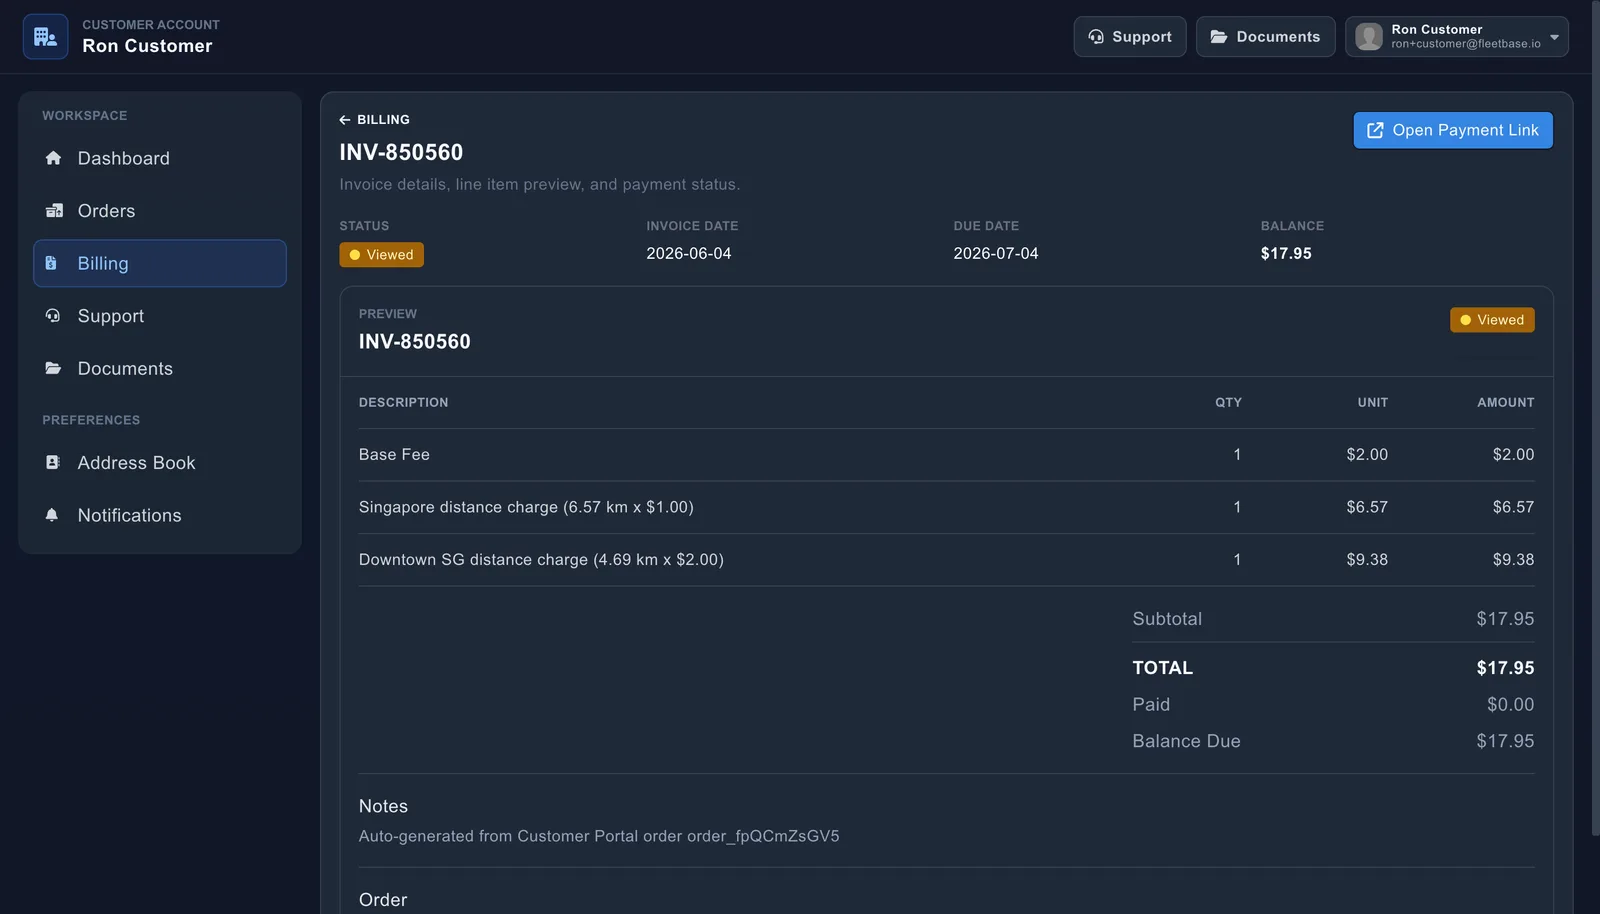 CUSTOMER ACCOUNT
Ron Customer
Support
Documents
Ron Customer
ron+customer@fleetbase.io
WORKSPACE
Dashboard
Orders
Billing
Support
Documents
PREFERENCES
Address Book
Notifications
← BILLING
INV-850560
Invoice details, line item preview, and payment status.
Open Payment Link
STATUS INVOICE DATE DUE DATE BALANCE
Viewed 2026-06-04 2026-07-04 $17.95
PREVIEW
INV-850560
Viewed
DESCRIPTION QTY UNIT AMOUNT
Base Fee 1 $2.00 $2.00
Singapore distance charge (6.57 km x $1.00) 1 $6.57 $6.57
Downtown SG distance charge (4.69 km x $2.00) 1 $9.38 $9.38
Subtotal $17.95
TOTAL $17.95
Paid $0.00
Balance Due $17.95
Notes
Auto-generated from Customer Portal order order_fpQCmZsGV5
Order